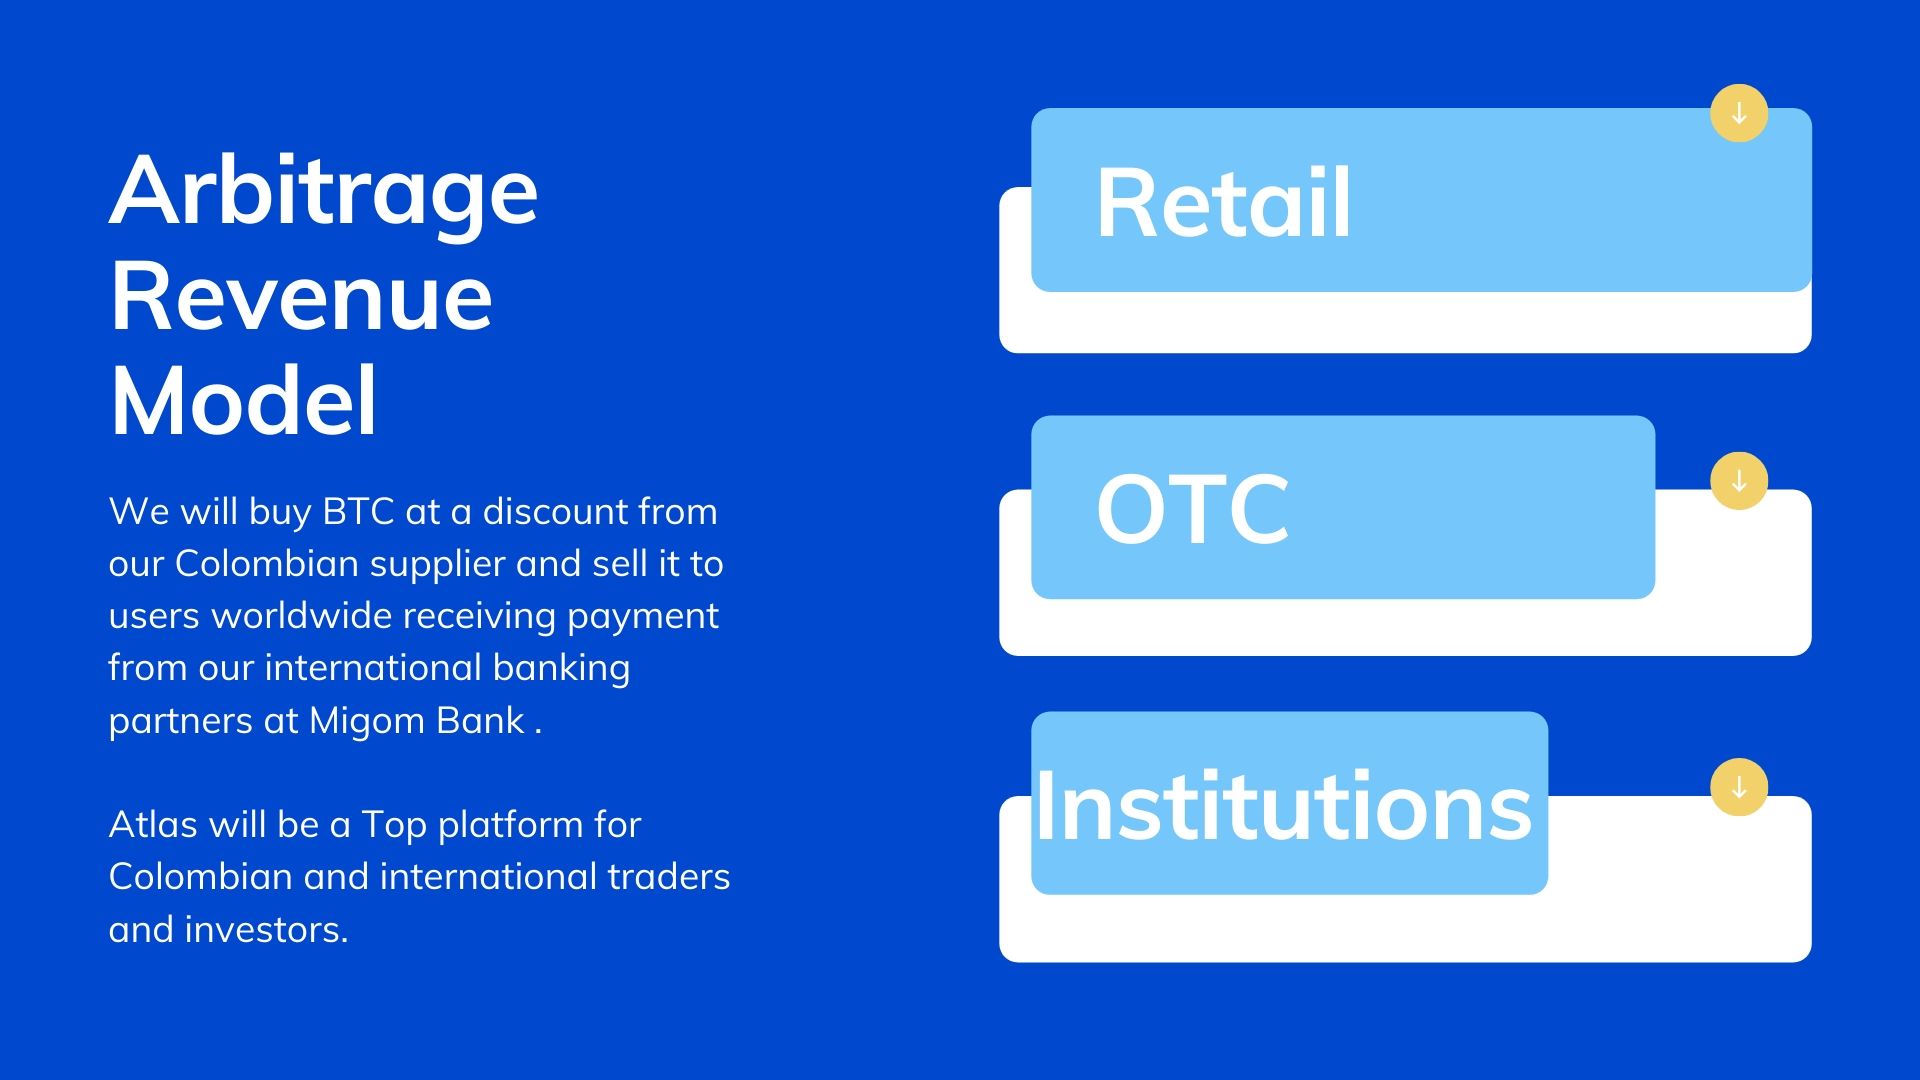 Arbitrage
Revenue
Model
We will buy BTC at a discount from
our Colombian supplier and sell it to
users worldwide receiving payment
from our international banking
partners at Migom Bank .
Atlas will be a Top platform for
Colombian and international traders
and investors.
Retail
OTC
Institutions